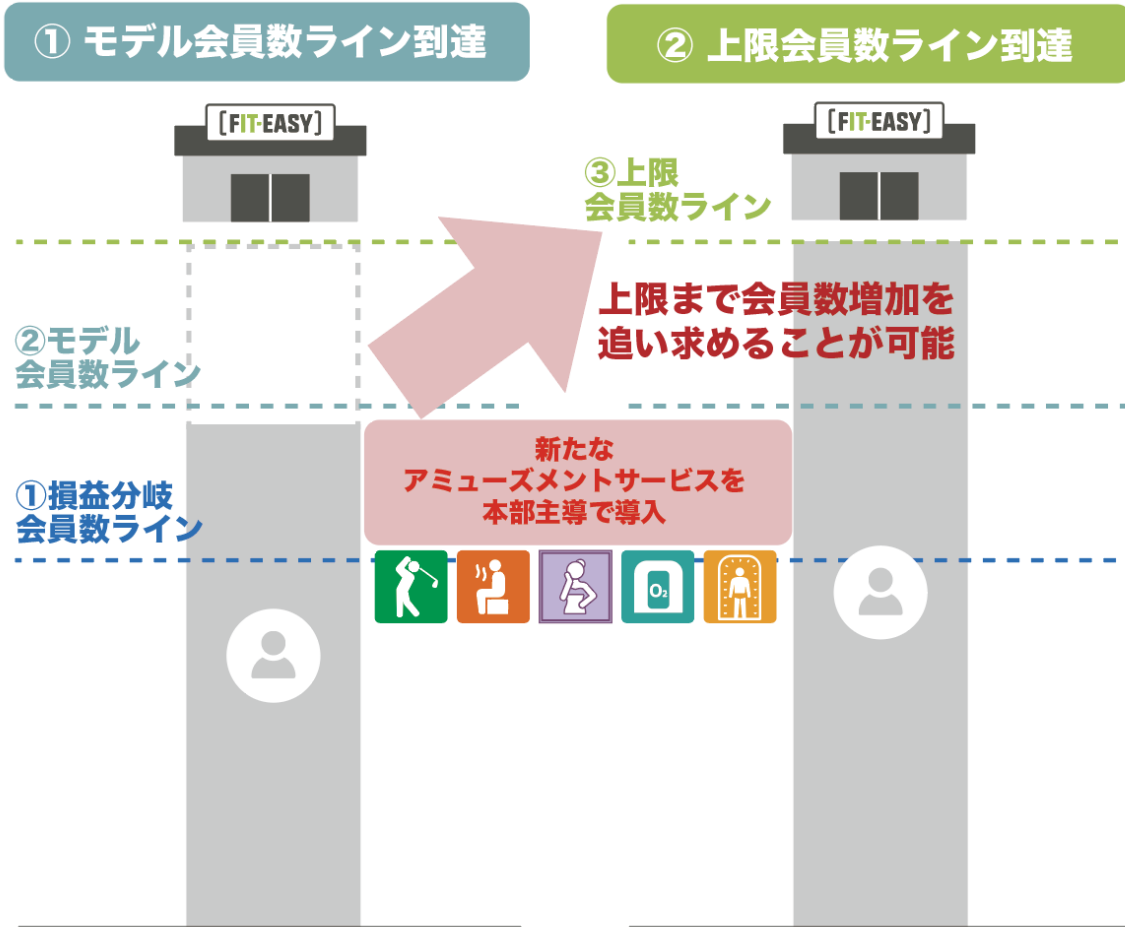 ① モデル会員数ライン到達
② 上限会員数ライン到達
[FIT-EASY]
[FIT-EASY]
③上限
会員数ライン
上限まで会員数増加を
追い求めることが可能
②モデル
会員数ライン
新たな
アミューズメントサービスを
本部主導で導入
①損益分岐
会員数ライン
O₂